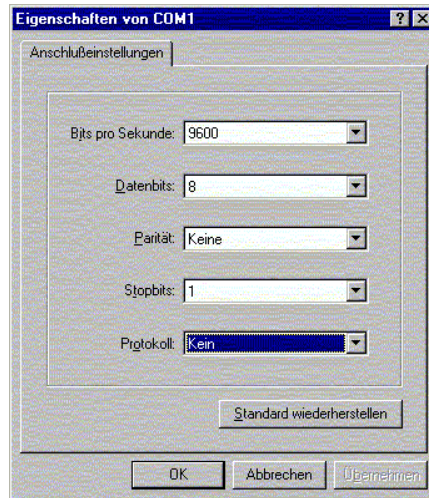 Eigenschaften von COM1
Anschlußeinstellungen
Bits pro Sekunde: 9600
Datenbits: 8
Parität: Keine
Stopbits: 1
Protokoll: Kein
Standard wiederherstellen
OK Abbrechen Übernehmen